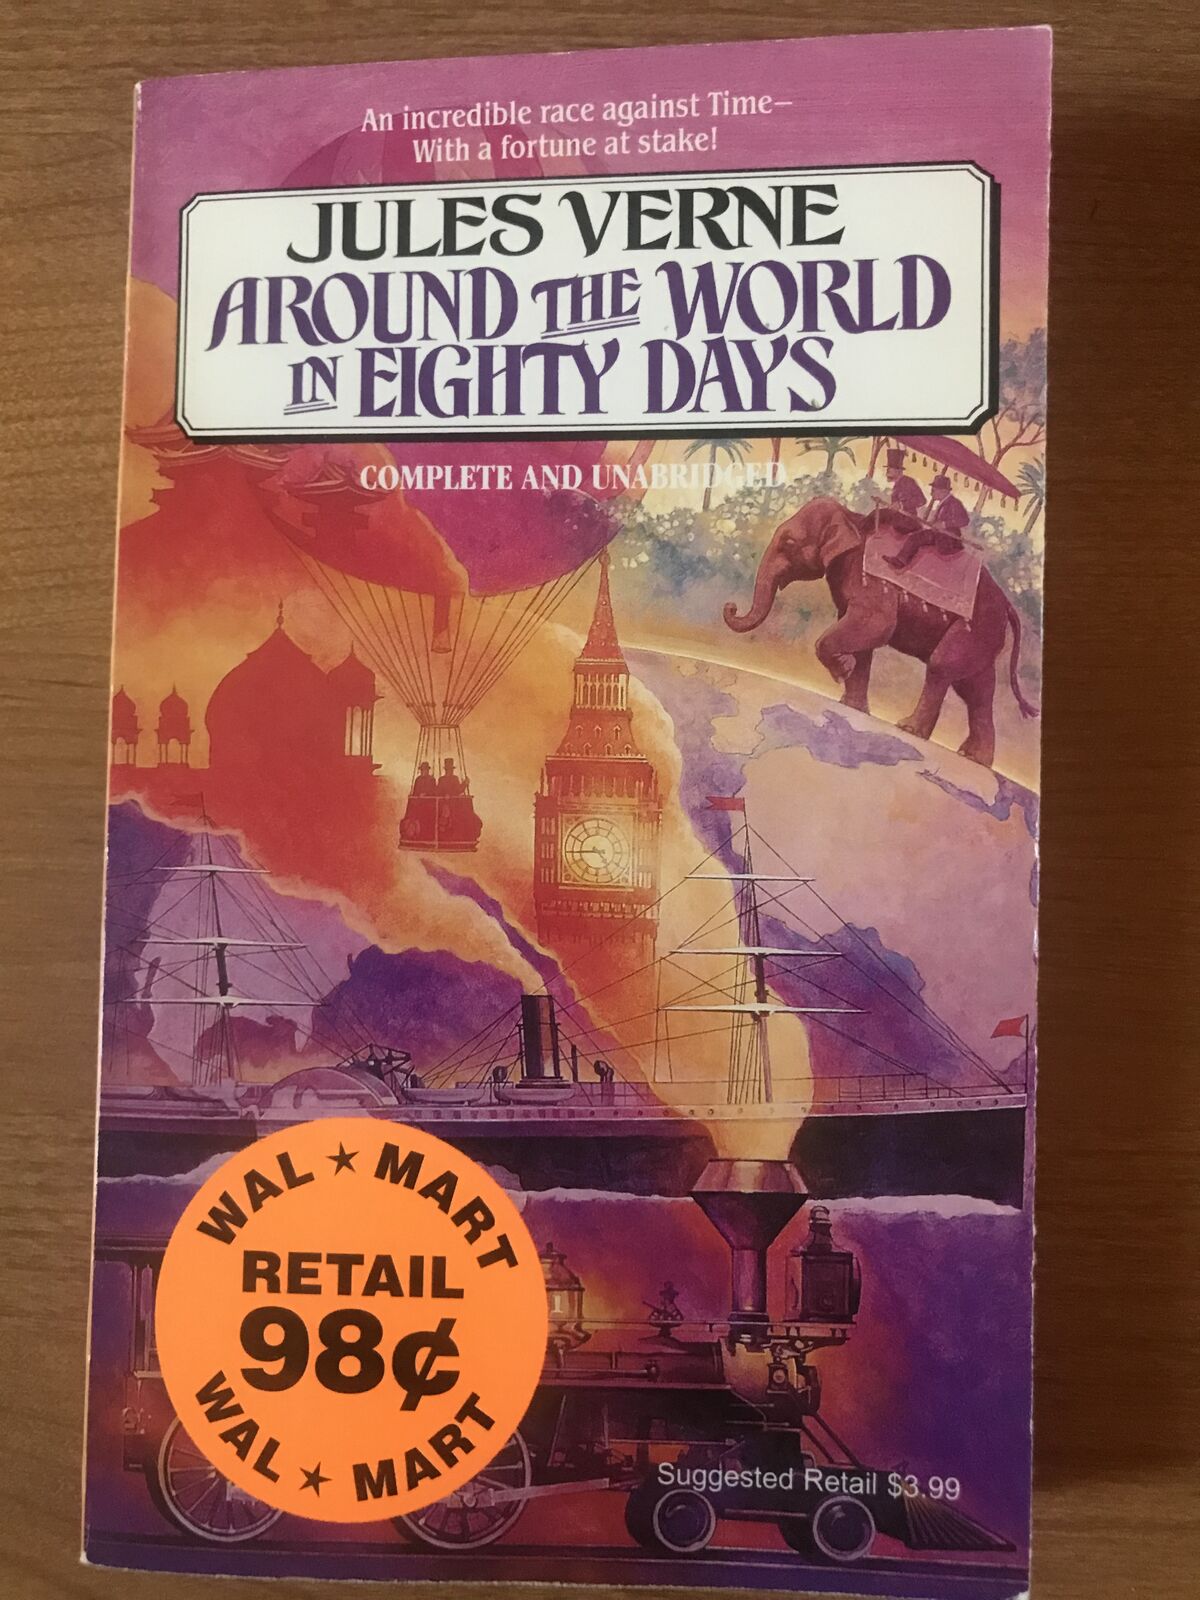 An incredible race against Time—
With a fortune at stake!
JULES VERNE
AROUND THE WORLD
IN EIGHTY DAYS
COMPLETE AND UNABRIDGED
WAL ★ MART
RETAIL
98¢
WAL ★ MART
1
Suggested Retail $3.99